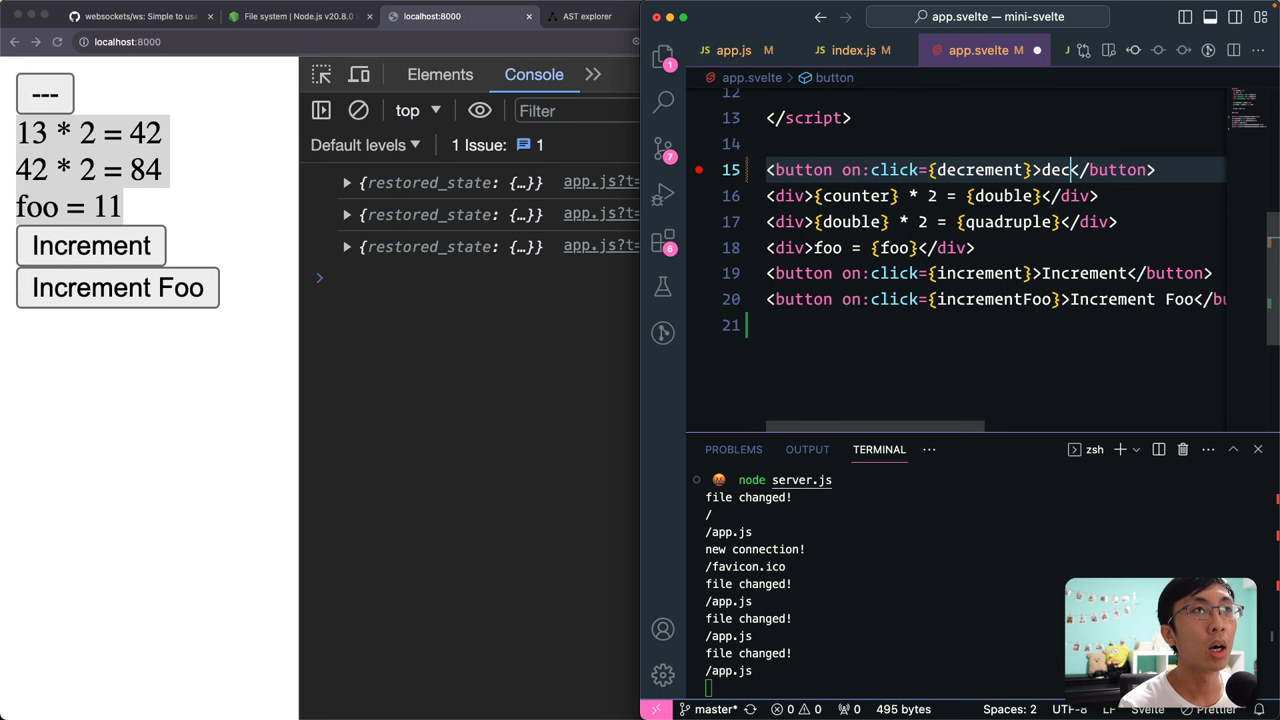 websockets/ws: Simple to use,
File system | Node.js v20.8.0
localhost:8000
AST explorer
localhost:8000
---
13 * 2 = 42
42 * 2 = 84
foo = 11
Increment
Increment Foo
Elements
Console
top
Filter
Default levels
1 Issue:
1
{restored_state: {…}}
app.js?t=
{restored_state: {…}}
app.js?t=
{restored_state: {…}}
app.js?t=
app.svelte — mini-svelte
JS app.js M
JS index.js M
app.svelte M
app.svelte
button
12
13 </script>
14
15 <button on:click={decrement}>dec</button>
16 <div>{counter} * 2 = {double}</div>
17 <div>{double} * 2 = {quadruple}</div>
18 <div>foo = {foo}</div>
19 <button on:click={increment}>Increment</button>
20 <button on:click={incrementFoo}>Increment Foo</bu
21
1
7
6
PROBLEMS
OUTPUT
TERMINAL
zsh
node server.js
file changed!
/
/app.js
new connection!
/favicon.ico
file changed!
/app.js
file changed!
/app.js
file changed!
/app.js
master*
0
0
0
495 bytes
Spaces: 2
UTF-8
LF
Svelte
Prettier